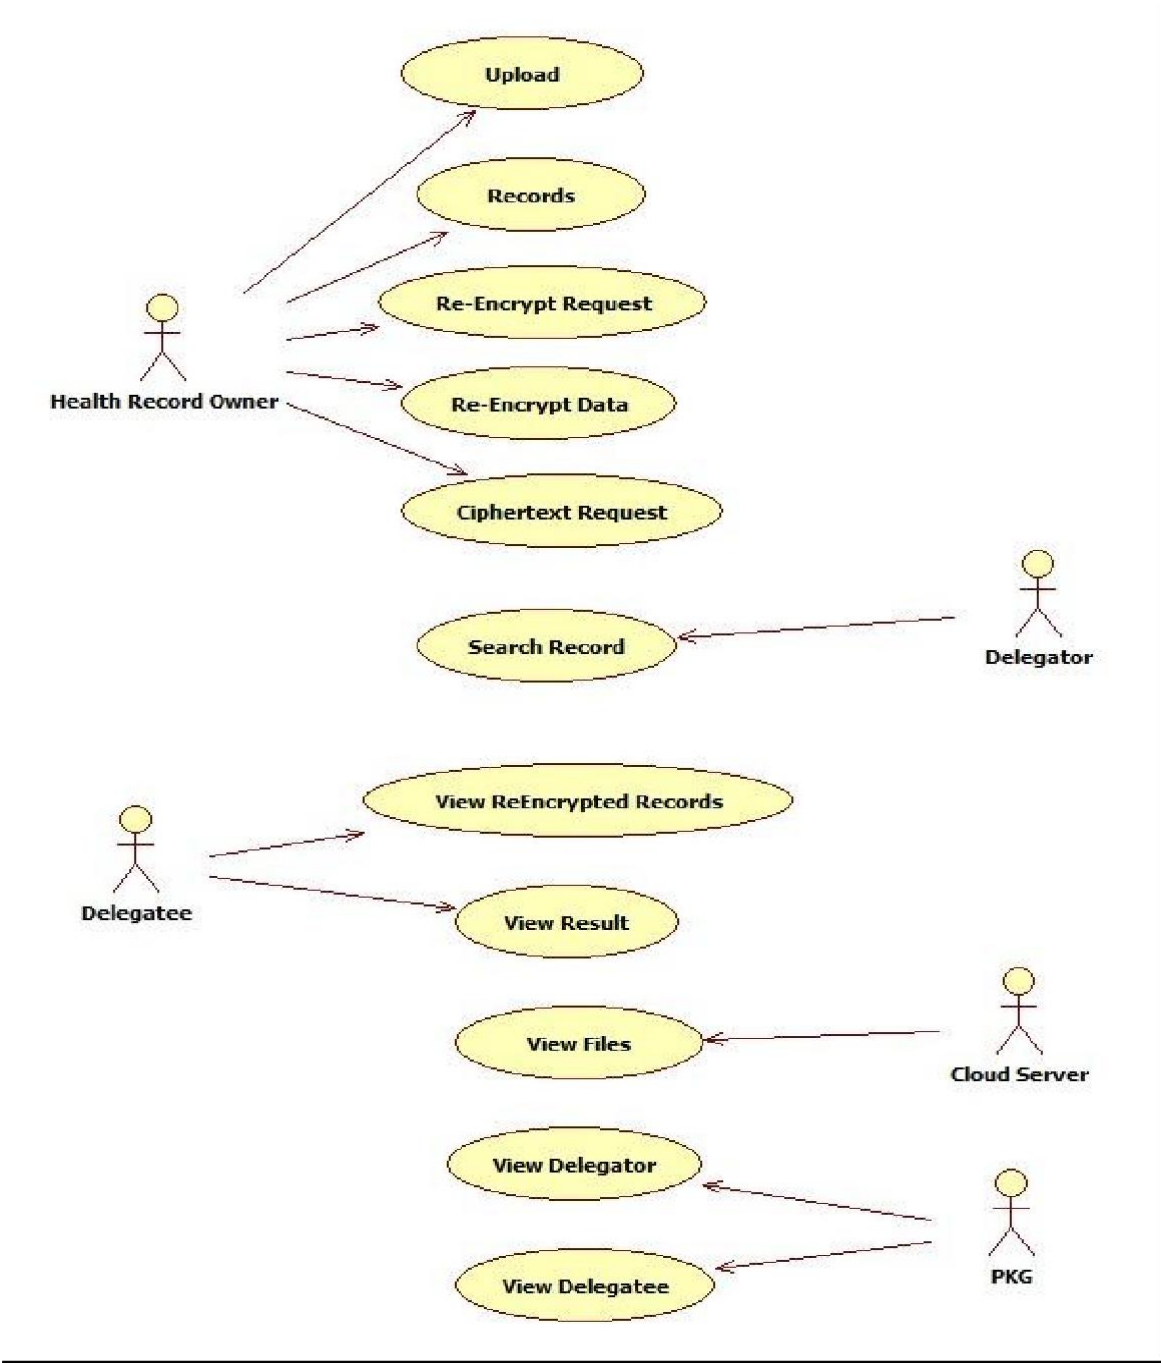 Upload
Records
Re-Encrypt Request
Health Record Owner
Re-Encrypt Data
Ciphertext Request
Search Record
Delegator
View ReEncrypted Records
Delegatee
View Result
View Files
Cloud Server
View Delegator
PKG
View Delegatee